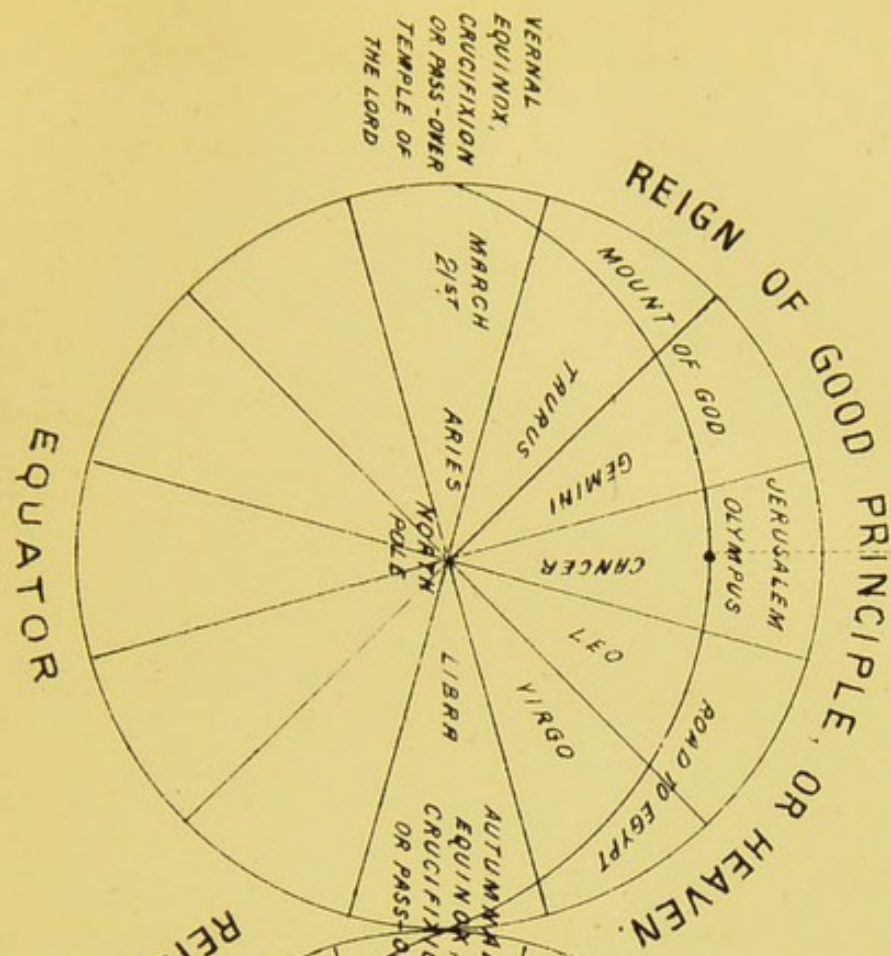 REIGN OF GOOD PRINCIPLE, OR HEAVEN.
VERNAL
EQUINOX,
CRUCIFIXION
OR PASS-OVER
TEMPLE OF
THE LORD
MOUNT OF GOD
JERUSALEM
OLYMPUS
ROAD TO EGYPT
MARCH
21ST
ARIES
TAURUS
GEMINI
CANCER
LEO
VIRGO
LIBRA
NORTH
POLE
AUTUMNAL
EQUINOX,
OR PASS-O
EQUATOR